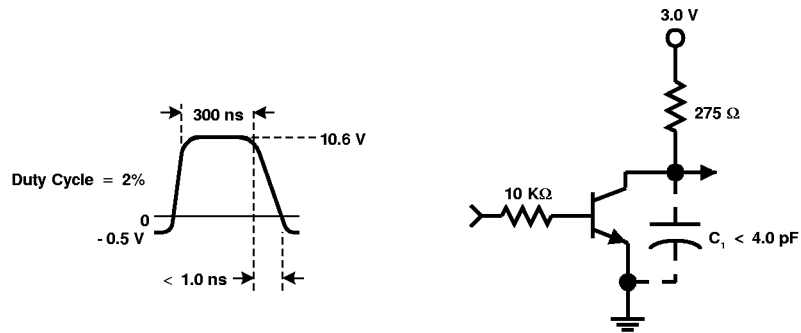 3.0 V
300 ns
275 Ω
10.6 V
Duty Cycle = 2%
10 KΩ
0
- 0.5 V
C₁ < 4.0 pF
< 1.0 ns